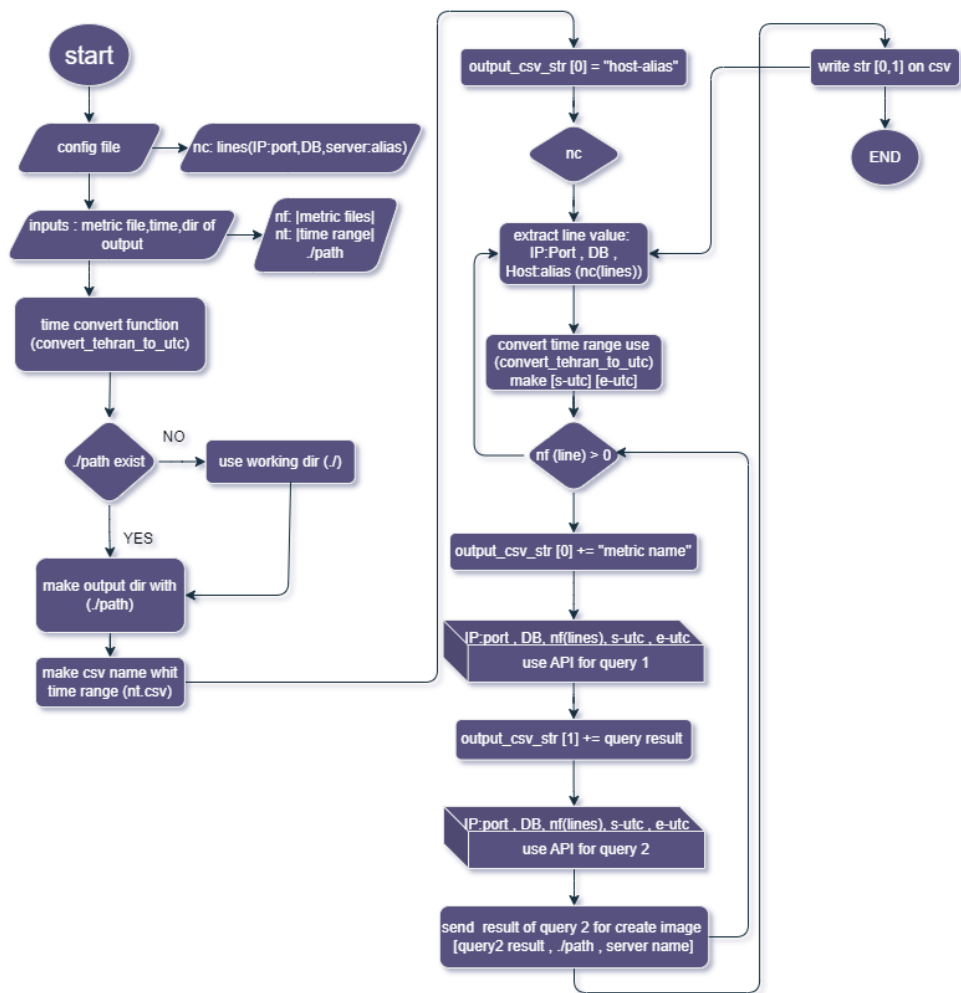 start
config file
nc: lines(IP:port,DB,server:alias)
inputs : metric file,time,dir of
output
nf: |metric files|
nt: |time range|
./path
time convert function
(convert_tehran_to_utc)
./path exist
NO
use working dir (./)
YES
make output dir with
(./path)
make csv name whit
time range (nt.csv)
output_csv_str [0] = "host-alias"
nc
extract line value:
IP:Port , DB ,
Host:alias (nc(lines))
convert time range use
(convert_tehran_to_utc)
make [s-utc] [e-utc]
nf (line) > 0
output_csv_str [0] += "metric name"
IP:port , DB, nf(lines), s-utc , e-utc
use API for query 1
output_csv_str [1] += query result
IP:port , DB, nf(lines), s-utc , e-utc
use API for query 2
send result of query 2 for create image
[query2 result , ./path , server name]
write str [0,1] on csv
END